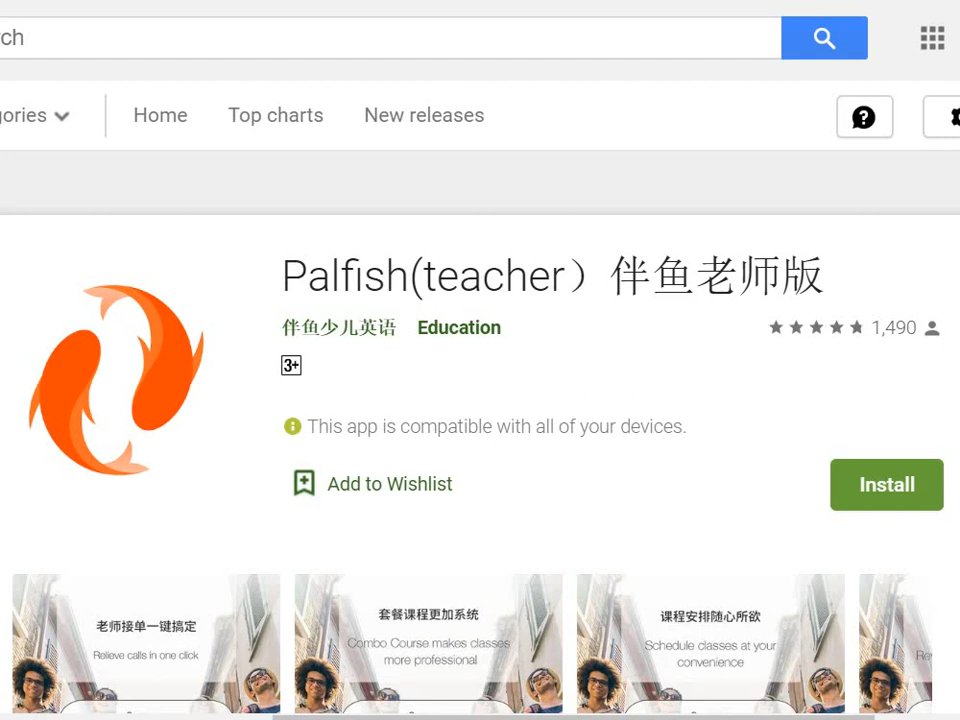 ch
ories
Home
Top charts
New releases
Palfish(teacher）伴鱼老师版
伴鱼少儿英语 Education
1,490
3+
This app is compatible with all of your devices.
Add to Wishlist
Install
老师接单一键搞定
Relieve calls in one click
套餐课程更加系统
Combo Course makes classes
more professional
课程安排随心所欲
Schedule classes at your
convenience